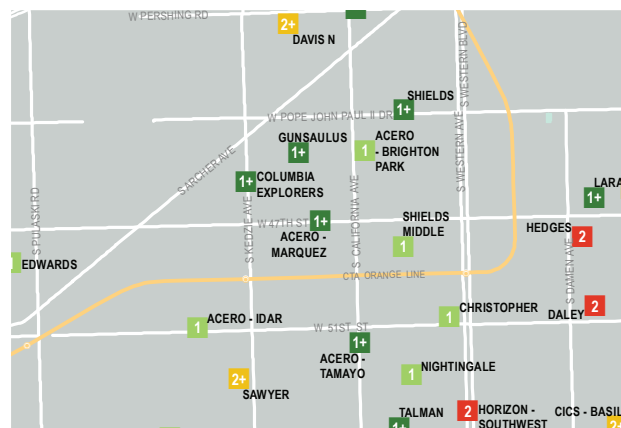 W PERSHING RD
2+
DAVIS N
S WESTERN BLVD
SHIELDS
1+
W POPE JOHN PAUL II DR
GUNSAULUS
1+
1
ACERO
- BRIGHTON
PARK
S ARCHER AVE
1+
COLUMBIA
EXPLORERS
S WESTERN AVE
LARA
1+
S PULASKI RD
S KEDZIE AVE
S CALIFORNIA AVE
W 47TH ST
1+
ACERO -
MARQUEZ
SHIELDS
MIDDLE
1
HEDGES
2
EDWARDS
CTA ORANGE LINE
S DAMEN AVE
ACERO - IDAR
1
W 51ST ST
1
CHRISTOPHER
DALEY
2
1+
ACERO -
TAMAYO
1
NIGHTINGALE
2+
SAWYER
TALMAN
1+
2
HORIZON -
SOUTHWEST
CICS - BASIL
2+